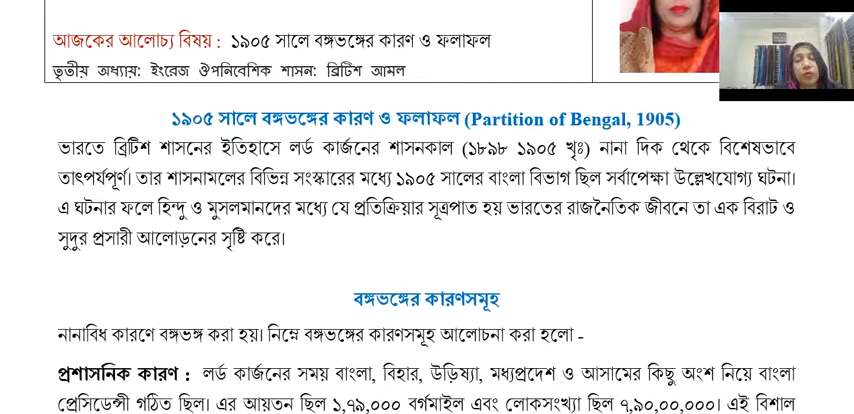 আজকের আলোচ্য বিষয় : ১৯০৫ সালে বঙ্গভঙ্গের কারণ ও ফলাফল
তৃতীয় অধ্যায়: ইংরেজ ঔপনিবেশিক শাসন: ব্রিটিশ আমল
১৯০৫ সালে বঙ্গভঙ্গের কারণ ও ফলাফল (Partition of Bengal, 1905)
ভারতে ব্রিটিশ শাসনের ইতিহাসে লর্ড কার্জনের শাসনকাল (১৮৯৮ ১৯০৫ খৃঃ) নানা দিক থেকে বিশেষভাবে
তাৎপর্যপূর্ণ। তার শাসনামলের বিভিন্ন সংস্কারের মধ্যে ১৯০৫ সালের বাংলা বিভাগ ছিল সর্বাপেক্ষা উল্লেখযোগ্য ঘটনা।
এ ঘটনার ফলে হিন্দু ও মুসলমানদের মধ্যে যে প্রতিক্রিয়ার সূত্রপাত হয় ভারতের রাজনৈতিক জীবনে তা এক বিরাট ও
সুদুর প্রসারী আলোড়নের সৃষ্টি করে।
বঙ্গভঙ্গের কারণসমূহ
নানাবিধ কারণে বঙ্গভঙ্গ করা হয়। নিম্নে বঙ্গভঙ্গের কারণসমূহ আলোচনা করা হলো -
প্রশাসনিক কারণ : লর্ড কার্জনের সময় বাংলা, বিহার, উড়িষ্যা, মধ্যপ্রদেশ ও আসামের কিছু অংশ নিয়ে বাংলা
প্রেসিডেন্সী গঠিত ছিল। এর আয়তন ছিল ১,৭৯,০০০ বর্গমাইল এবং লোকসংখ্যা ছিল ৭,৯০,০০,০০০। এই বিশাল